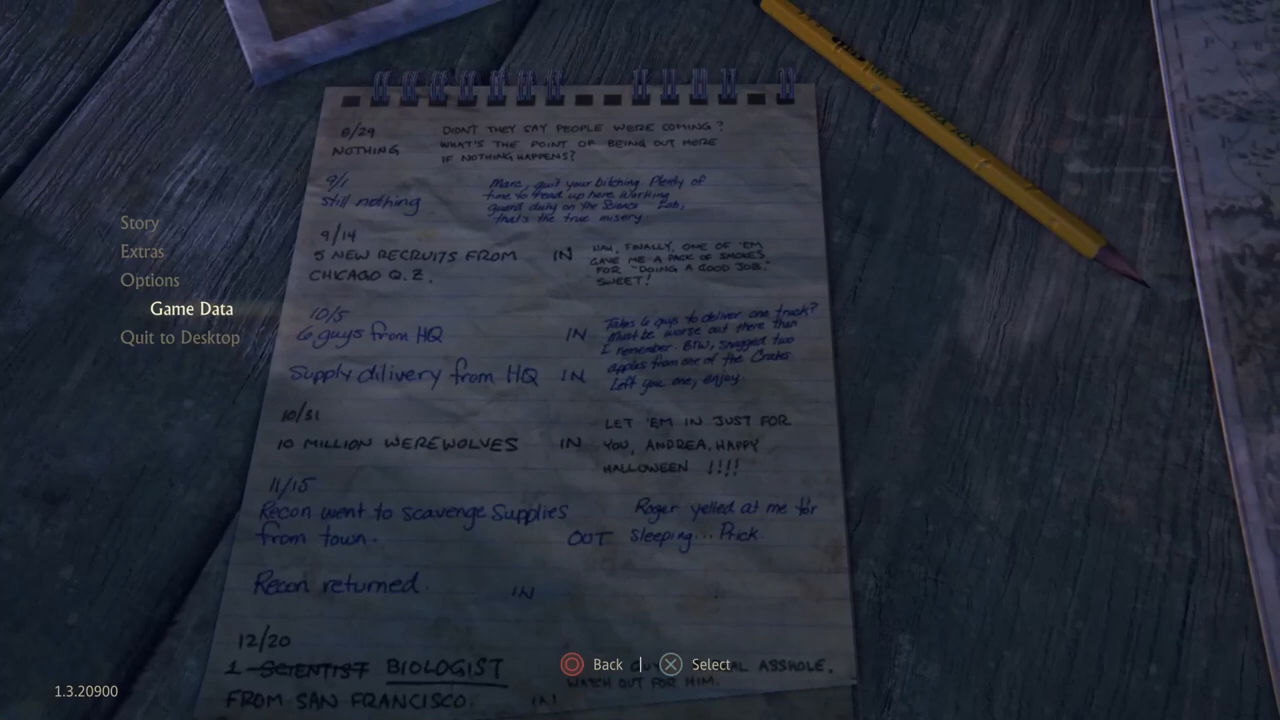 8/29
DIDN'T THEY SAY PEOPLE WERE COMING?
NOTHING
WHAT'S THE POINT OF BEING OUT HERE
IF NOTHING HAPPENS?
9/1
still nothing
Marc, quit your bitching. Plenty of
time to read up here. Working
guard duty on the Science Lab,
that's the true misery
9/14
5 NEW RECRUITS FROM
CHICAGO Q.Z.
IN
FINALLY, ONE OF 'EM
GAVE ME A PACK OF SMOKES
FOR "DOING A GOOD JOB."
SWEET!
10/5
6 guys from HQ
IN
Takes 6 guys to deliver one truck?
Must be worse out there than
I remember. BTW, snagged two
apples from one of the Crates
Left you one, enjoy.
Supply dilivery from HQ
IN
10/31
10 MILLION WEREWOLVES
IN
LET 'EM IN JUST FOR
YOU, ANDREA. HAPPY
HALLOWEEN !!!!
11/15
Recon went to scavenge Supplies
from town.
OUT
Roger yelled at me for
sleeping... Prick.
Recon returned.
IN
12/20
1 SCIENTIST BIOLOGIST
FROM SAN FRANCISCO.
IN
ASSHOLE.
WATCH OUT FOR HIM.
Story
Extras
Options
Game Data
Quit to Desktop
Back | Select
1.3.20900